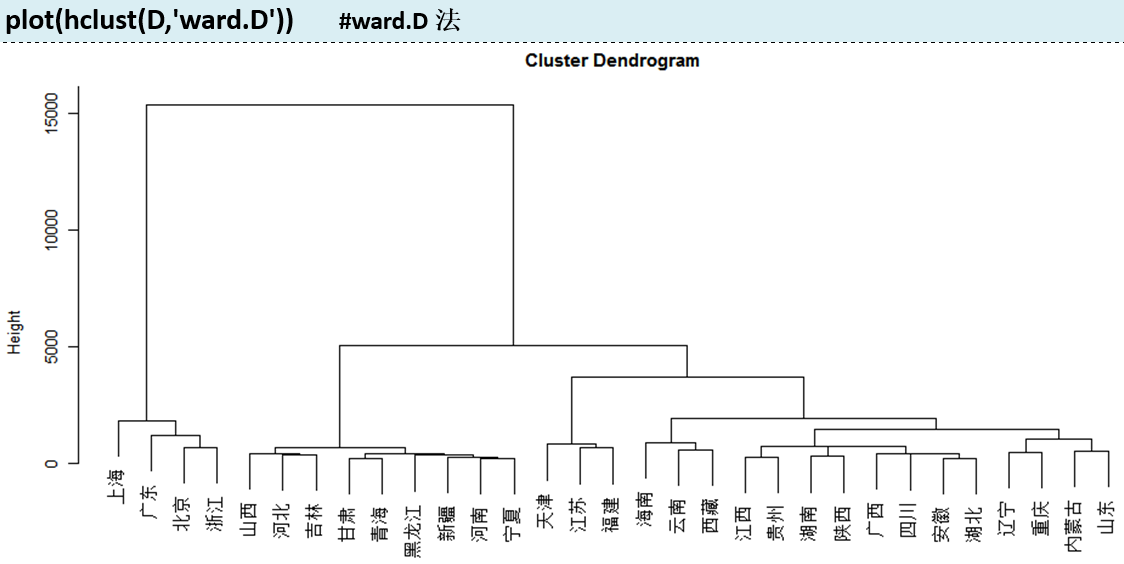 plot(hclust(D,'ward.D')) #ward.D 法
Cluster Dendrogram
Height
15000
10000
5000
0
上海
广东
北京
浙江
山西
河北
吉林
甘肃
青海
黑龙江
新疆
河南
宁夏
天津
江苏
福建
海南
云南
西藏
江西
贵州
湖南
陕西
广西
四川
安徽
湖北
辽宁
重庆
内蒙古
山东